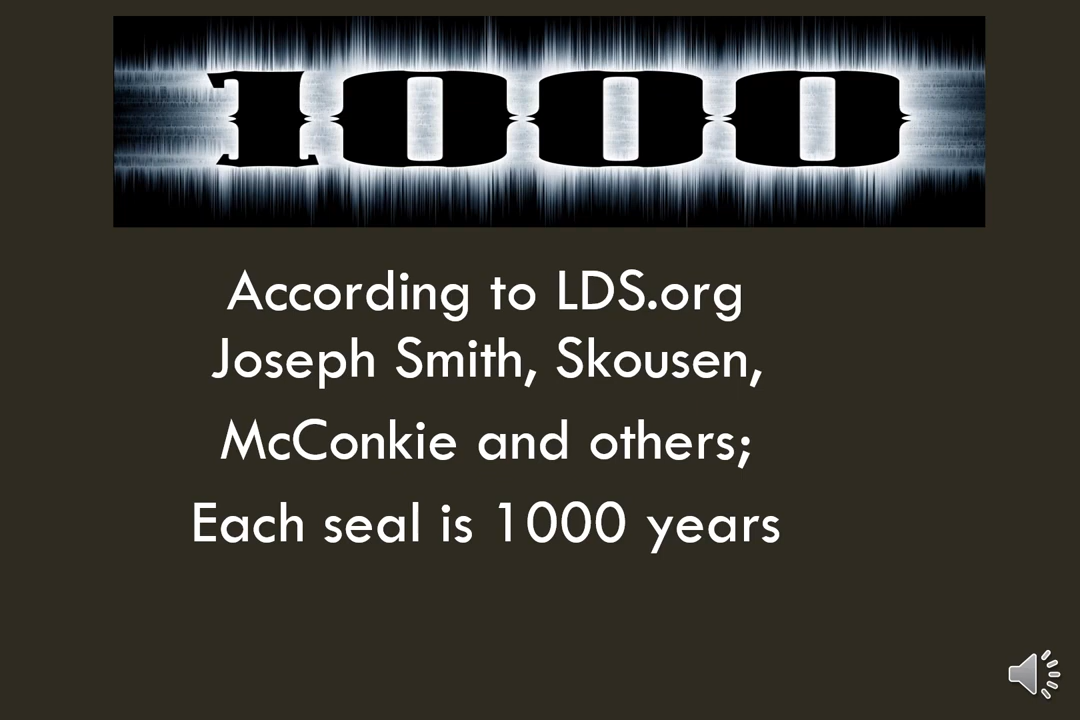 1000
According to LDS.org
Joseph Smith, Skousen,
McConkie and others;
Each seal is 1000 years